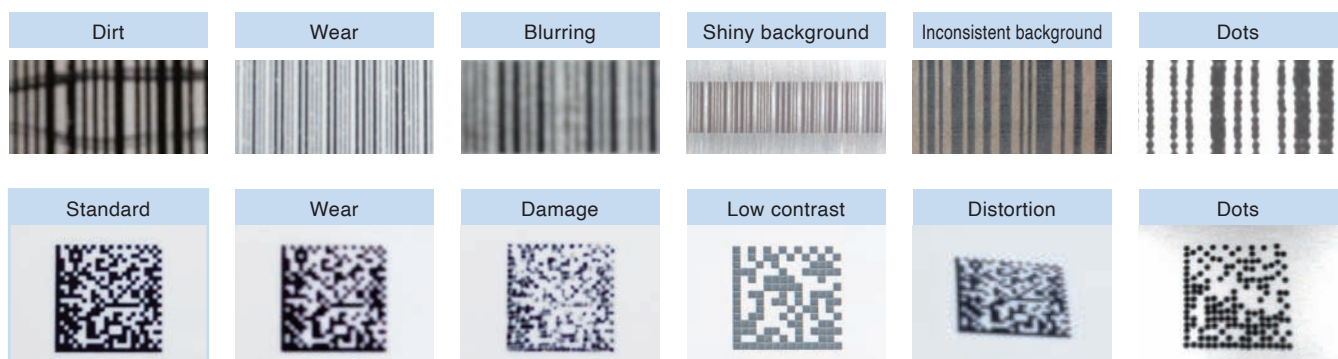 Dirt
Wear
Blurring
Shiny background
Inconsistent background
Dots
Standard
Wear
Damage
Low contrast
Distortion
Dots